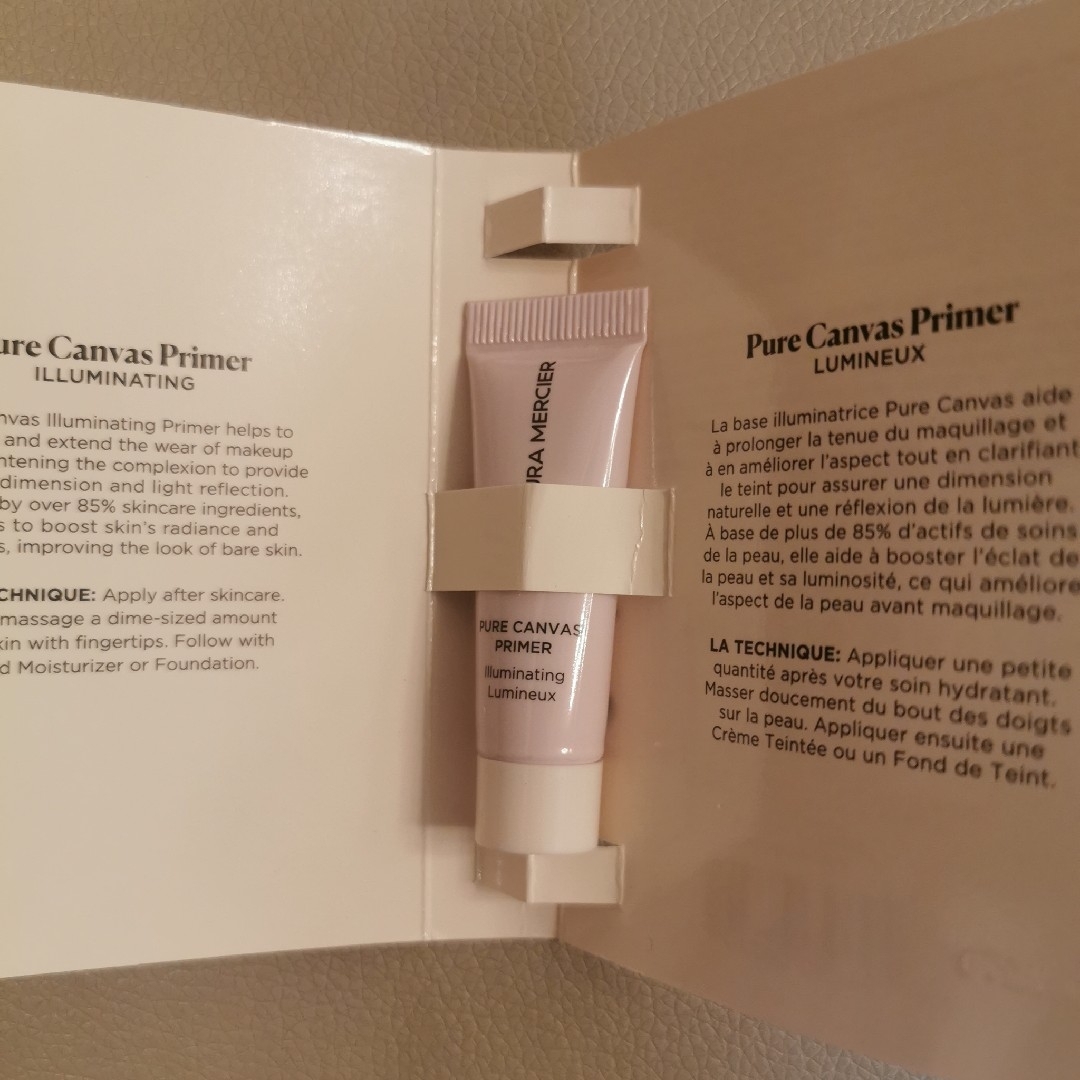 Canvas Primer
ILLUMINATING
Illuminating Primer helps to
and extend the wear of makeup
the complexion to provide
dimension and light reflection.
by over 85% skincare ingredients,
to boost skin's radiance and
improving the look of bare skin.
Apply after skincare.
massage a dime-sized amount
with fingertips. Follow with
Moisturizer or Foundation.
MERCIER
PURE CANVAS
PRIMER
Illuminating
Lumineux
Pure Canvas Primer
LUMINEUX
La base illuminatrice Pure Canvas aide
à prolonger la tenue du maquillage et
à en améliorer l'aspect tout en clarifiant
le teint pour assurer une dimension
naturelle et une réflexion de la lumière.
À base de plus de 85% d'actifs de soins
de la peau, elle aide à booster l'éclat de
la peau et sa luminosité, ce qui améliore
l'aspect de la peau avant maquillage.
LA TECHNIQUE: Appliquer une petite
quantité après votre soin hydratant.
Masser doucement du bout des doigts
sur la peau. Appliquer ensuite une
Crème Teintée ou un Fond de Teint.